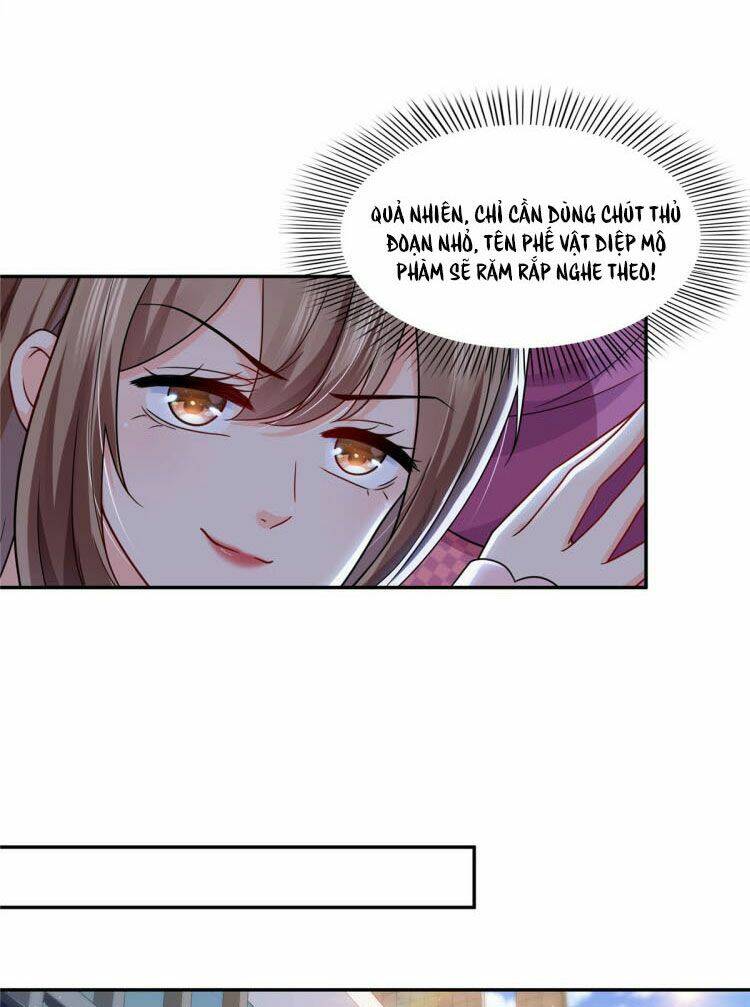 QUẢ NHIÊN, CHỈ CẦN DÙNG CHÚT THỦ
ĐOẠN NHỎ, TÊN PHẾ VẬT DIỆP MỘ
PHÀM SẼ RĂM RẮP NGHE THEO!